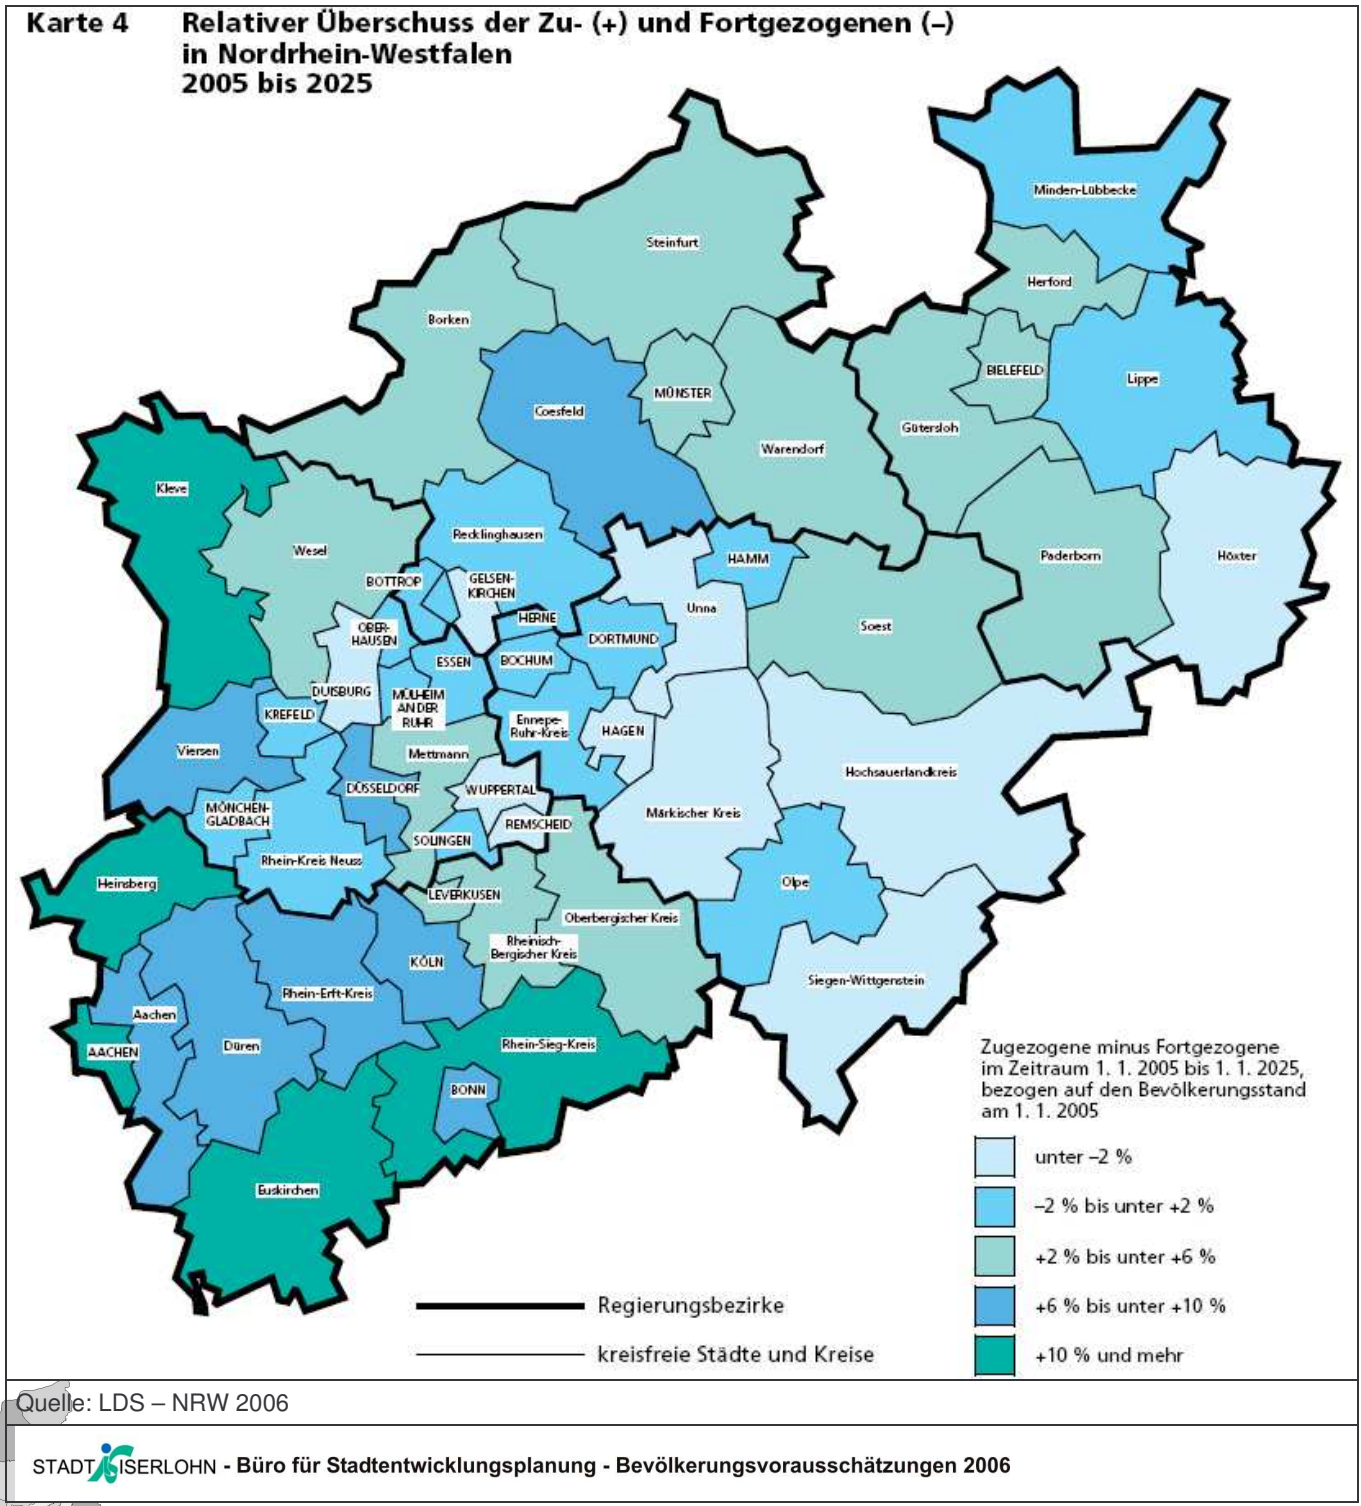 Karte 4 Relativer Überschuss der Zu- (+) und Fortgezogenen (–)
in Nordrhein-Westfalen
2005 bis 2025
Minden-Lübbecke
Steinfurt
Herford
Borken
BIELEFELD
Lippe
MÜNSTER
Coesfeld
Gütersloh
Warendorf
Kleve
Recklinghausen
Wesel
Paderborn
Höxter
HAMM
BOTTROP
GELSEN-
KIRCHEN
Unna
HERNE
Soest
OBER-
HAUSEN
DORTMUND
ESSEN
BOCHUM
DUISBURG
MÜLHEIM
AN DER
RUHR
KREFELD
Ennepe-
Ruhr-Kreis
HAGEN
Viersen
Mettmann
Hochsauerlandkreis
DÜSSELDORF
WUPPERTAL
MÖNCHEN-
GLADBACH
Märkischer Kreis
REMSCHEID
SOLINGEN
Rhein-Kreis Neuss
Heinsberg
Olpe
LEVERKUSEN
Oberbergischer Kreis
Rheinisch-
Bergischer Kreis
KÖLN
Siegen-Wittgenstein
Rhein-Erft-Kreis
Aachen
AACHEN
Düren
Rhein-Sieg-Kreis
BONN
Euskirchen
Zugezogene minus Fortgezogene
im Zeitraum 1. 1. 2005 bis 1. 1. 2025,
bezogen auf den Bevölkerungsstand
am 1. 1. 2005
unter –2 %
–2 % bis unter +2 %
+2 % bis unter +6 %
+6 % bis unter +10 %
+10 % und mehr
Regierungsbezirke
kreisfreie Städte und Kreise
Quelle: LDS – NRW 2006
STADT ISERLOHN - Büro für Stadtentwicklungsplanung - Bevölkerungsvorausschätzungen 2006